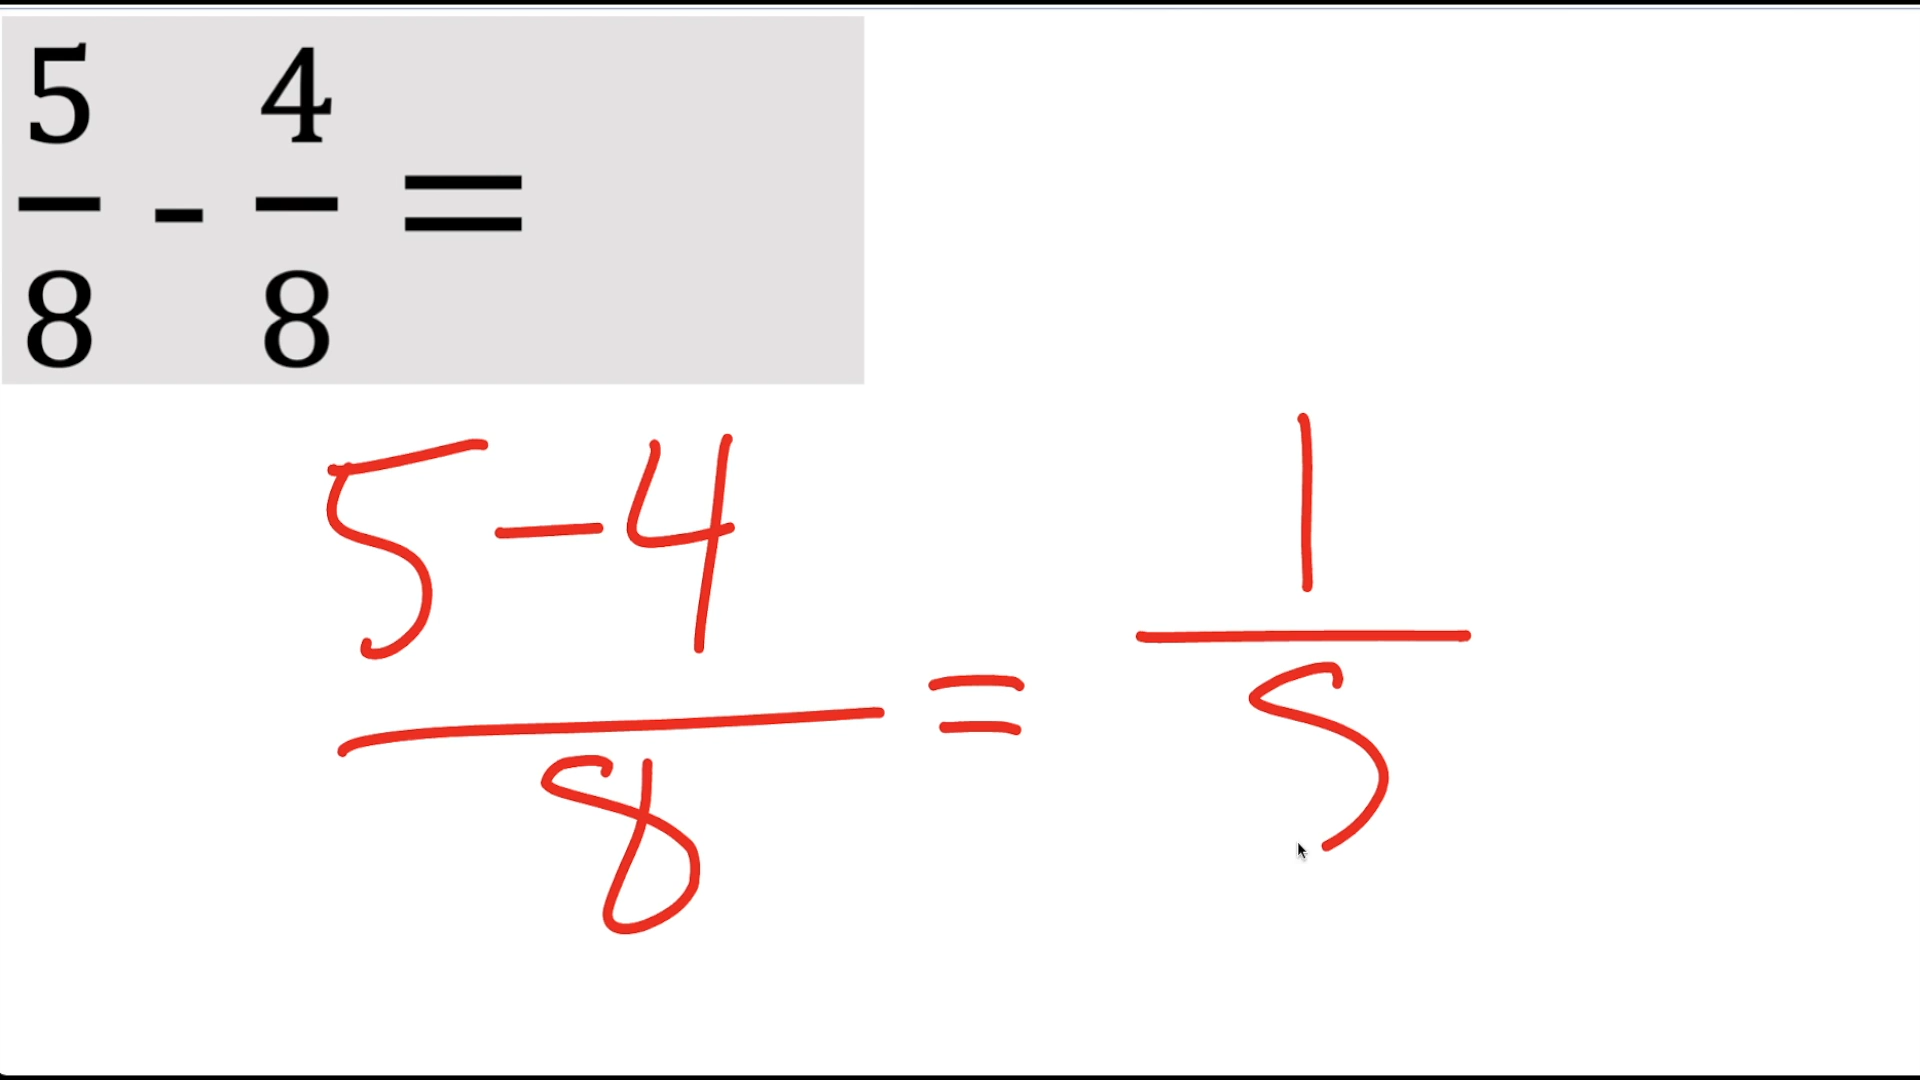 5/8 - 4/8 =
5-4/8 = 1/5